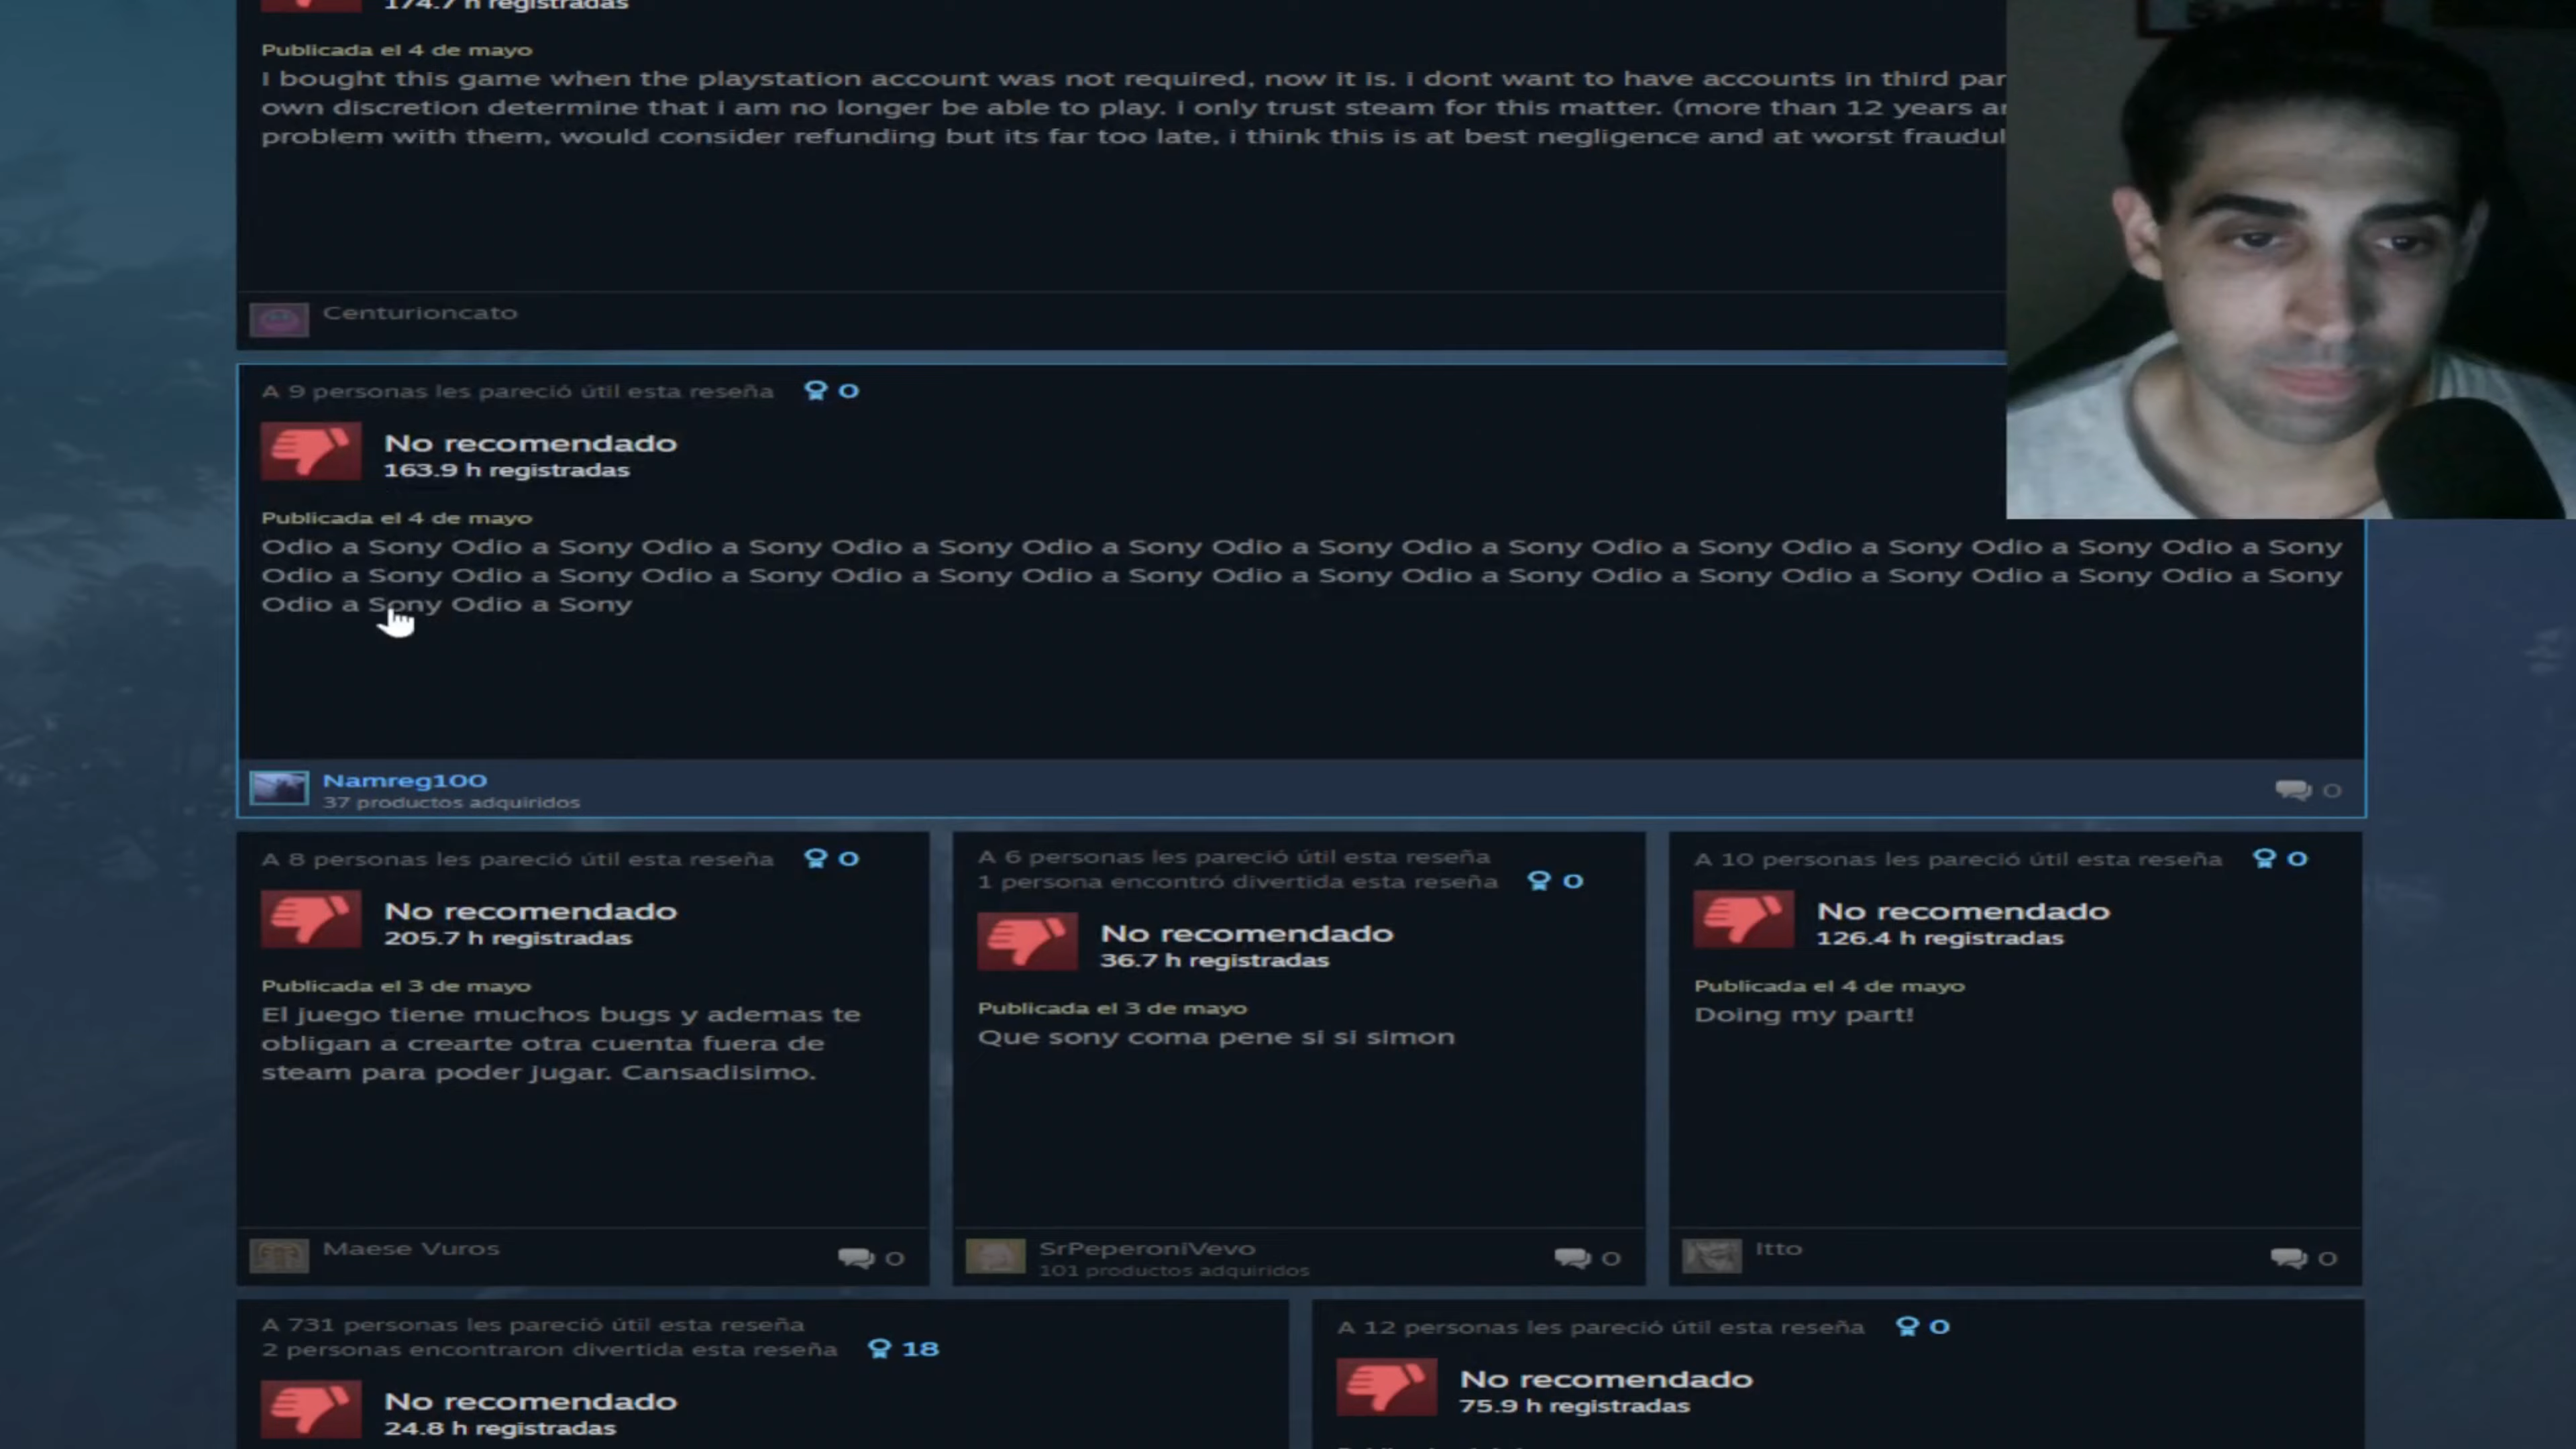 174.7 h registradas
Publicada el 4 de mayo
I bought this game when the playstation account was not required, now it is. i dont want to have accounts in third
own discretion determine that i am no longer be able to play. i only trust steam for this matter. (more than 12 years
problem with them, would consider refunding but its far too late, i think this is at best negligence and at worst
Centurioncato
A 9 personas les pareció útil esta reseña 0
No recomendado
163.9 h registradas
Publicada el 4 de mayo
Odio a Sony Odio a Sony Odio a Sony Odio a Sony Odio a Sony Odio a Sony Odio a Sony Odio a Sony Odio a Sony Odio a Sony Odio a Sony
Odio a Sony Odio a Sony Odio a Sony Odio a Sony Odio a Sony Odio a Sony Odio a Sony Odio a Sony Odio a Sony Odio a Sony Odio a Sony
Odio a Sony Odio a Sony
Namreg100
37 productos adquiridos
0
A 8 personas les pareció útil esta reseña 0
No recomendado
205.7 h registradas
Publicada el 3 de mayo
El juego tiene muchos bugs y ademas te
obligan a crearte otra cuenta fuera de
steam para poder jugar. Cansadisimo.
Maese Vuros
0
A 6 personas les pareció útil esta reseña
1 persona encontró divertida esta reseña 0
No recomendado
36.7 h registradas
Publicada el 3 de mayo
Que sony coma pene si si simon
SrPeperoniVevo
101 productos adquiridos
0
A 10 personas les pareció útil esta reseña 0
No recomendado
126.4 h registradas
Publicada el 4 de mayo
Doing my part!
Itto
0
A 731 personas les pareció útil esta reseña
2 personas encontraron divertida esta reseña 18
No recomendado
24.8 h registradas
A 12 personas les pareció útil esta reseña 0
No recomendado
75.9 h registradas